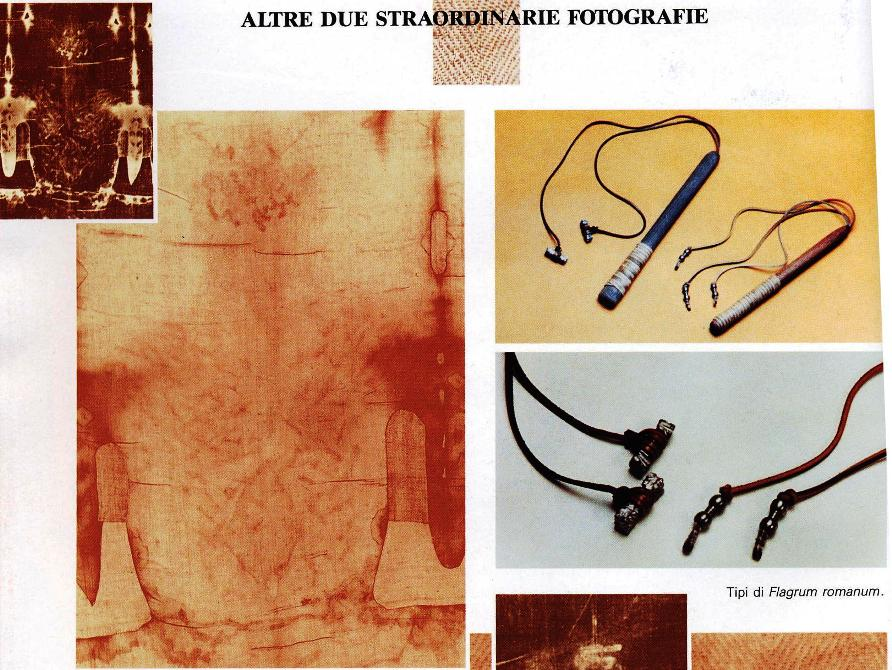 ALTRE DUE STRAORDINARIE FOTOGRAFIE
Tipi di Flagrum romanum.